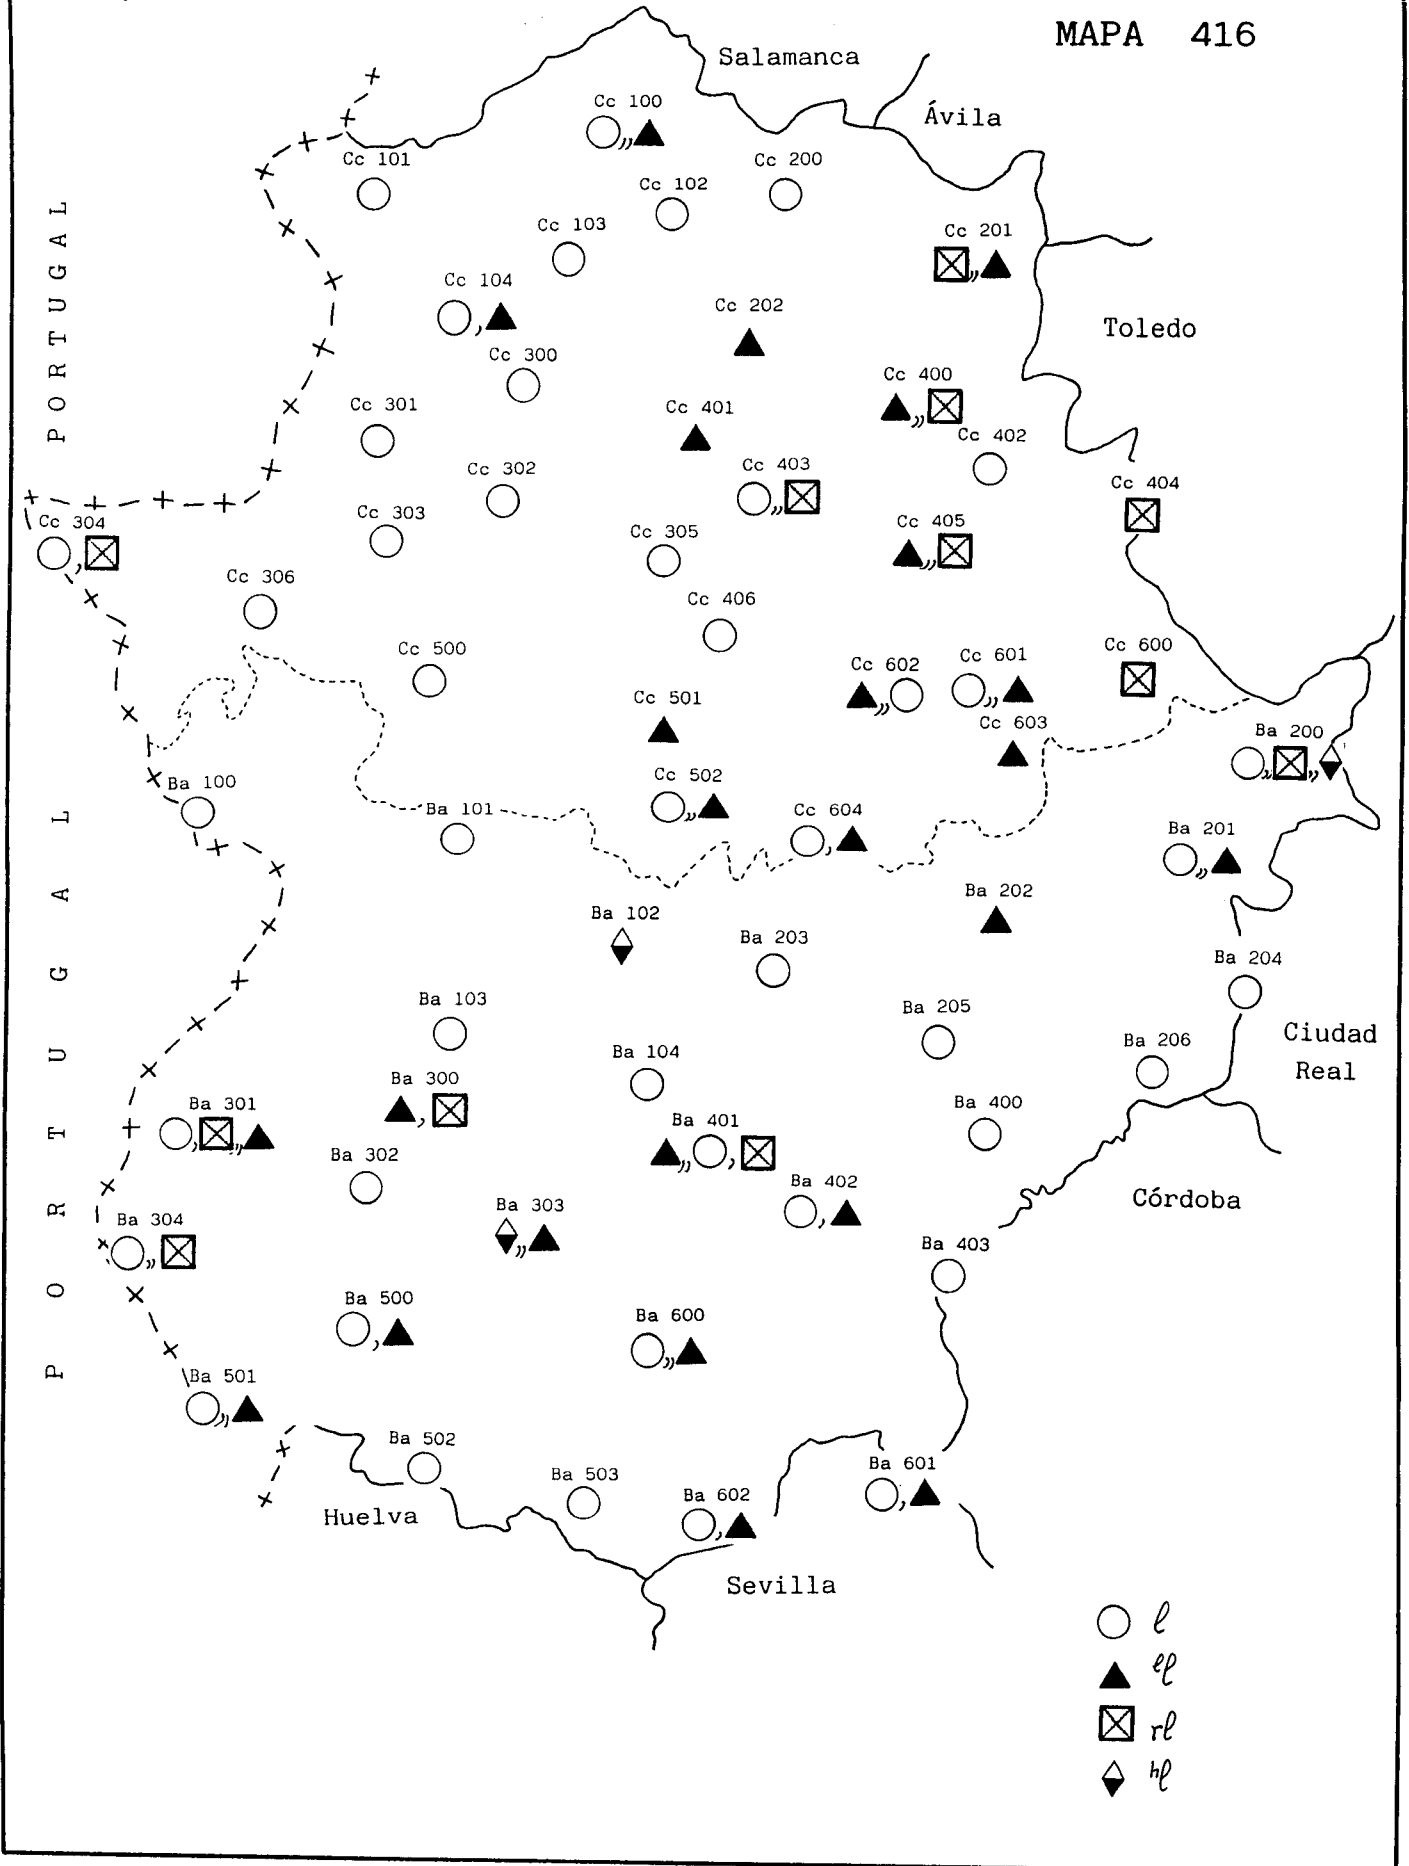 MAPA 416
Salamanca
Ávila
Cc 100
Cc 101
Cc 200
Cc 102
Cc 103
Cc 201
Cc 104
Cc 202
Toledo
Cc 300
Cc 400
Cc 301
Cc 401
Cc 402
Cc 302
Cc 403
Cc 404
PORTUGAL
Cc 303
Cc 304
Cc 305
Cc 405
Cc 306
Cc 406
Cc 500
Cc 602
Cc 601
Cc 600
Cc 501
Cc 603
Ba 200
Cc 502
Ba 100
Ba 101
Cc 604
Ba 201
Ba 202
Ba 102
Ba 203
Ba 204
Ba 103
Ba 205
Ciudad
Real
Ba 206
Ba 104
Ba 300
Ba 301
Ba 400
Ba 401
PORTUGAL
Ba 302
Ba 402
Córdoba
Ba 303
Ba 304
Ba 403
Ba 500
Ba 600
Ba 501
Ba 502
Ba 601
Ba 503
Ba 602
Huelva
Sevilla
l
ˡl
rl
ʰl